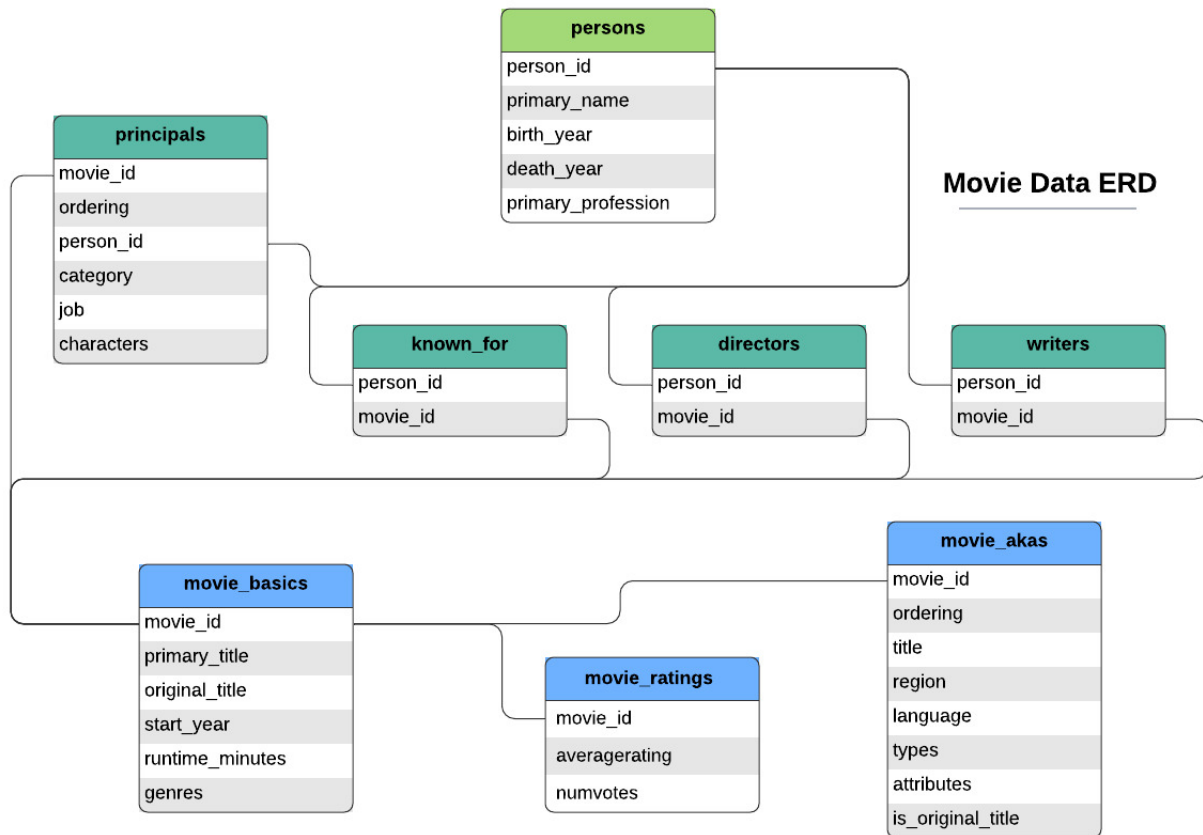 persons
person_id
primary_name
birth_year
death_year
primary_profession
principals
movie_id
ordering
person_id
category
job
characters
Movie Data ERD
known_for
person_id
movie_id
directors
person_id
movie_id
writers
person_id
movie_id
movie_basics
movie_id
primary_title
original_title
start_year
runtime_minutes
genres
movie_ratings
movie_id
averagerating
numvotes
movie_akas
movie_id
ordering
title
region
language
types
attributes
is_original_title